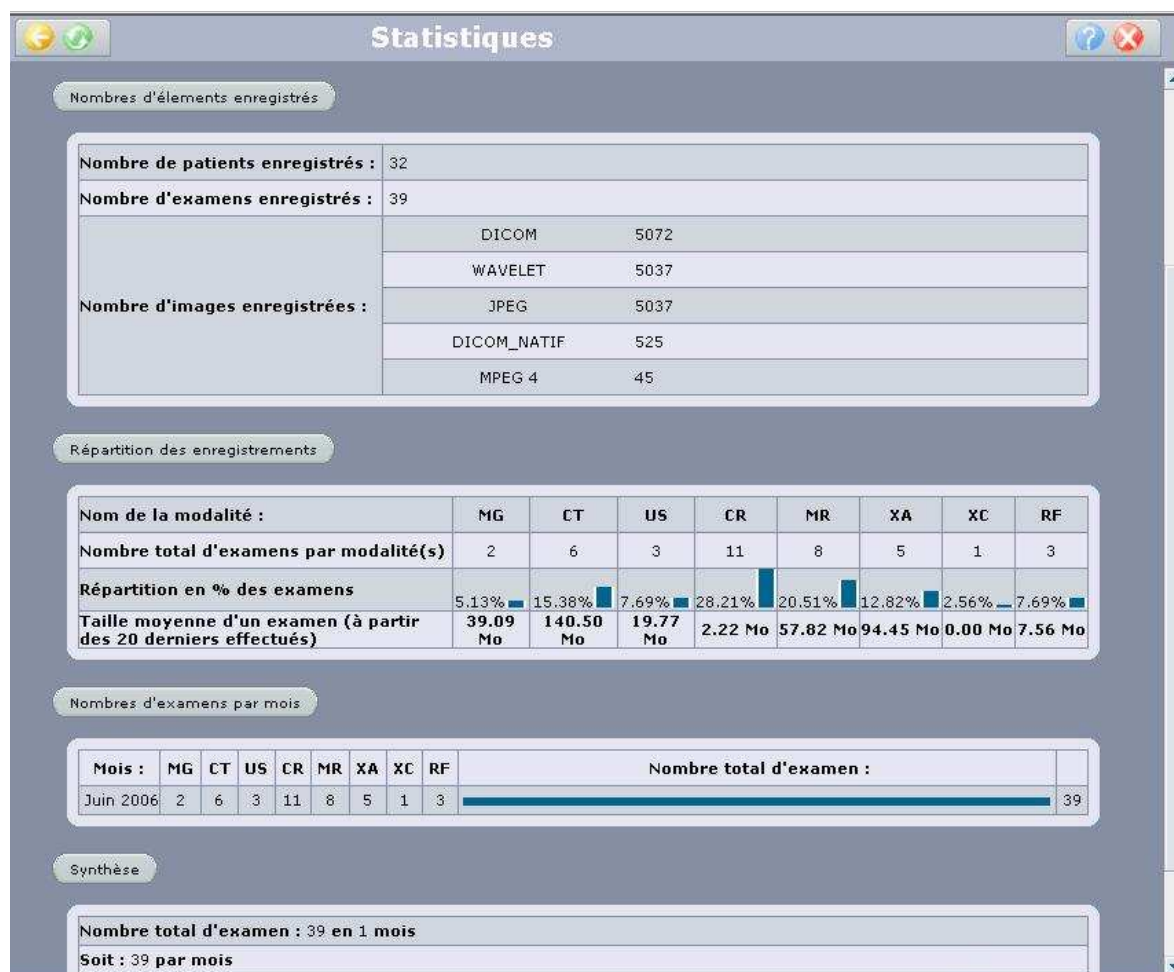 Statistiques
Nombres d'élements enregistrés
Nombre de patients enregistrés : 32
Nombre d'examens enregistrés : 39
Nombre d'images enregistrées :
DICOM 5072
WAVELET 5037
JPEG 5037
DICOM_NATIF 525
MPEG 4 45
Répartition des enregistrements
Nom de la modalité : MG CT US CR MR XA XC RF
Nombre total d'examens par modalité(s) 2 6 3 11 8 5 1 3
Répartition en % des examens 5.13% 15.38% 7.69% 28.21% 20.51% 12.82% 2.56% 7.69%
Taille moyenne d'un examen (à partir
des 20 derniers effectués) 39.09 Mo 140.50 Mo 19.77 Mo 2.22 Mo 57.82 Mo 94.45 Mo 0.00 Mo 7.56 Mo
Nombres d'examens par mois
Mois : MG CT US CR MR XA XC RF Nombre total d'examen :
Juin 2006 2 6 3 11 8 5 1 3 39
Synthèse
Nombre total d'examen : 39 en 1 mois
Soit : 39 par mois